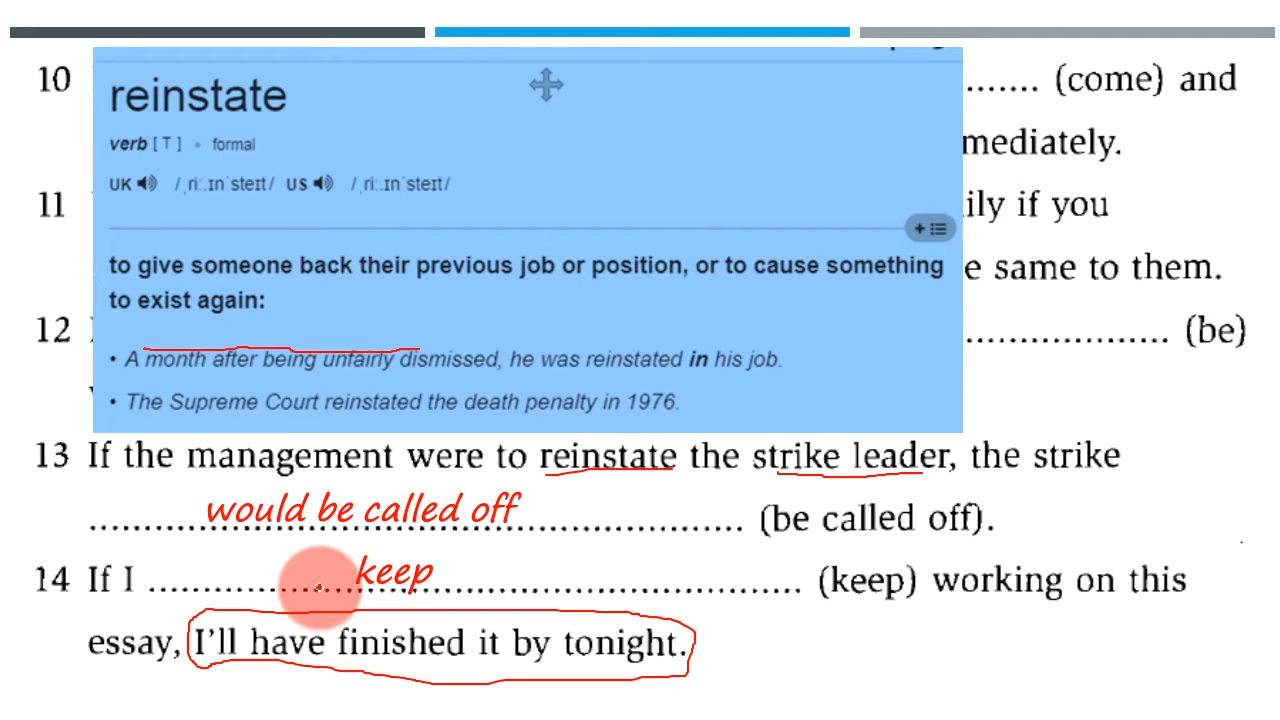 10
reinstate
....... (come) and
verb [ T ] • formal
mediately.
UK /ˌriː.ɪnˈsteɪt/ US /ˌriː.ɪnˈsteɪt/
11
ily if you
+
to give someone back their previous job or position, or to cause something
to exist again:
e same to them.
12
.................... (be)
• A month after being unfairly dismissed, he was reinstated in his job.
• The Supreme Court reinstated the death penalty in 1976.
13 If the management were to reinstate the strike leader, the strike
would be called off (be called off).
14 If I keep (keep) working on this
essay, I'll have finished it by tonight.